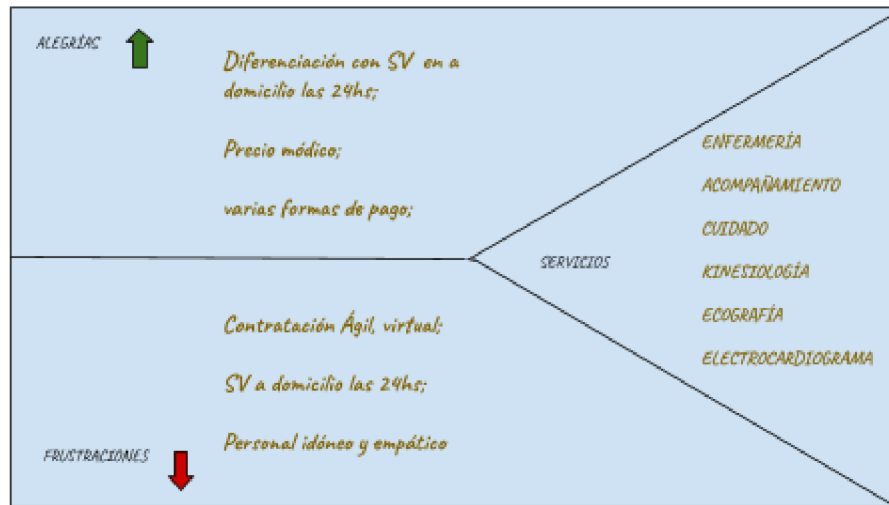 ALEGRÍAS
Diferenciación con SV en a
domicilio las 24hs;
Precio módico;
varias formas de pago;
Contratación Ágil, virtual;
SV a domicilio las 24hs;
Personal idóneo y empático
FRUSTRACIONES
SERVICIOS
ENFERMERÍA
ACOMPAÑAMIENTO
CUIDADO
KINESIOLOGÍA
ECOGRAFÍA
ELECTROCARDIOGRAMA